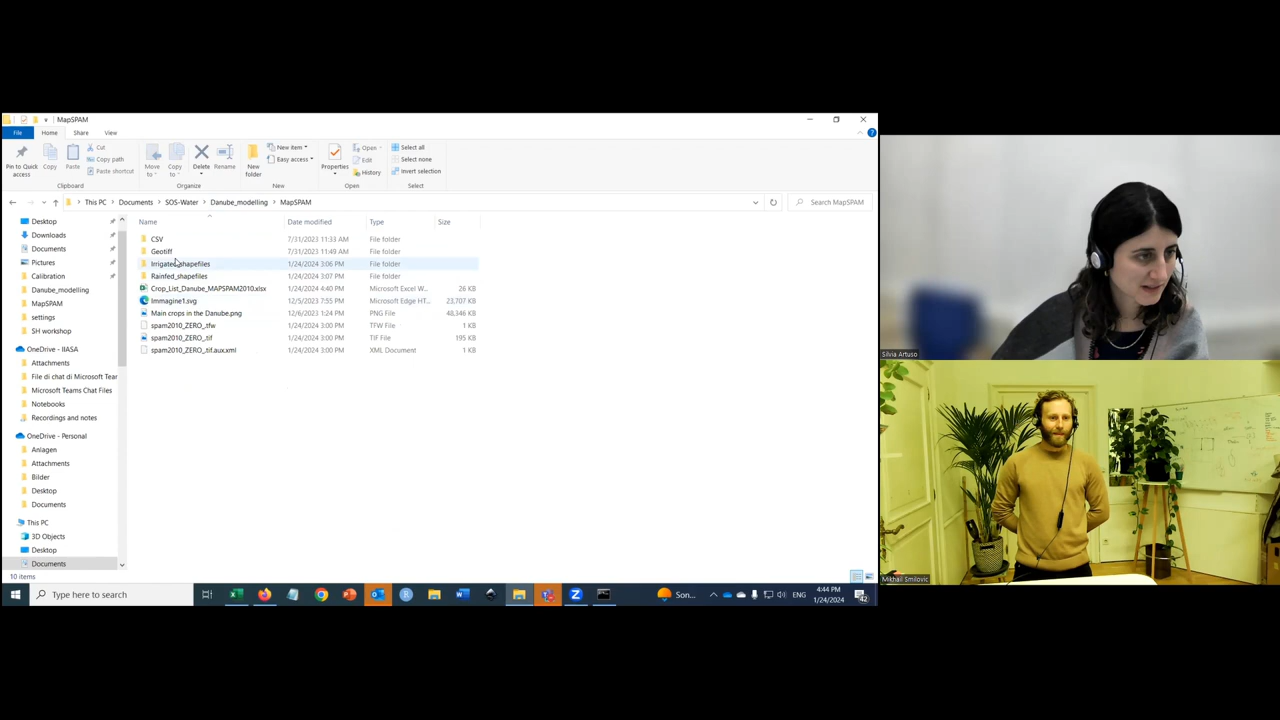 MapSPAM
File Home Share View
Pin to Quick access
Copy
Paste
Cut
Copy path
Paste shortcut
Clipboard
Move to
Copy to
Delete
Rename
Organize
New folder
New item
Easy access
New
Properties
Open
Edit
History
Open
Select all
Select none
Invert selection
Select
This PC > Documents > SOS-Water > Danube_modelling > MapSPAM
Search MapSPAM
Name Date modified Type Size
CSV 7/31/2023 11:33 AM File folder
Geotiff 7/31/2023 11:49 AM File folder
Irrigated_shapefiles 1/24/2024 3:06 PM File folder
Rainfed_shapefiles 1/24/2024 3:07 PM File folder
Crop_List_Danube_MAPSPAM2010.xlsx 1/24/2024 4:40 PM Microsoft Excel W... 26 KB
Immagine1.svg 12/5/2023 7:55 PM Microsoft Edge HT... 23,707 KB
Main crops in the Danube.png 12/6/2023 1:24 PM PNG File 48,346 KB
spam2010_ZERO_.tfw 1/24/2024 3:00 PM TFW File 1 KB
spam2010_ZERO_.tif 1/24/2024 3:00 PM TIF File 195 KB
spam2010_ZERO_.tif.aux.xml 1/24/2024 3:00 PM XML Document 1 KB
Desktop
Downloads
Documents
Pictures
Calibration
Danube_modelling
MapSPAM
settings
SH workshop
OneDrive - IIASA
Attachments
File di chat di Microsoft Tear
Microsoft Teams Chat Files
Notebooks
Recordings and notes
OneDrive - Personal
Anlagen
Attachments
Bilder
Desktop
Documents
This PC
3D Objects
Desktop
Documents
10 items
Type here to search
Son...
ENG
4:44 PM
1/24/2024
42
Silvia Artuso
Mikhail Smilovic